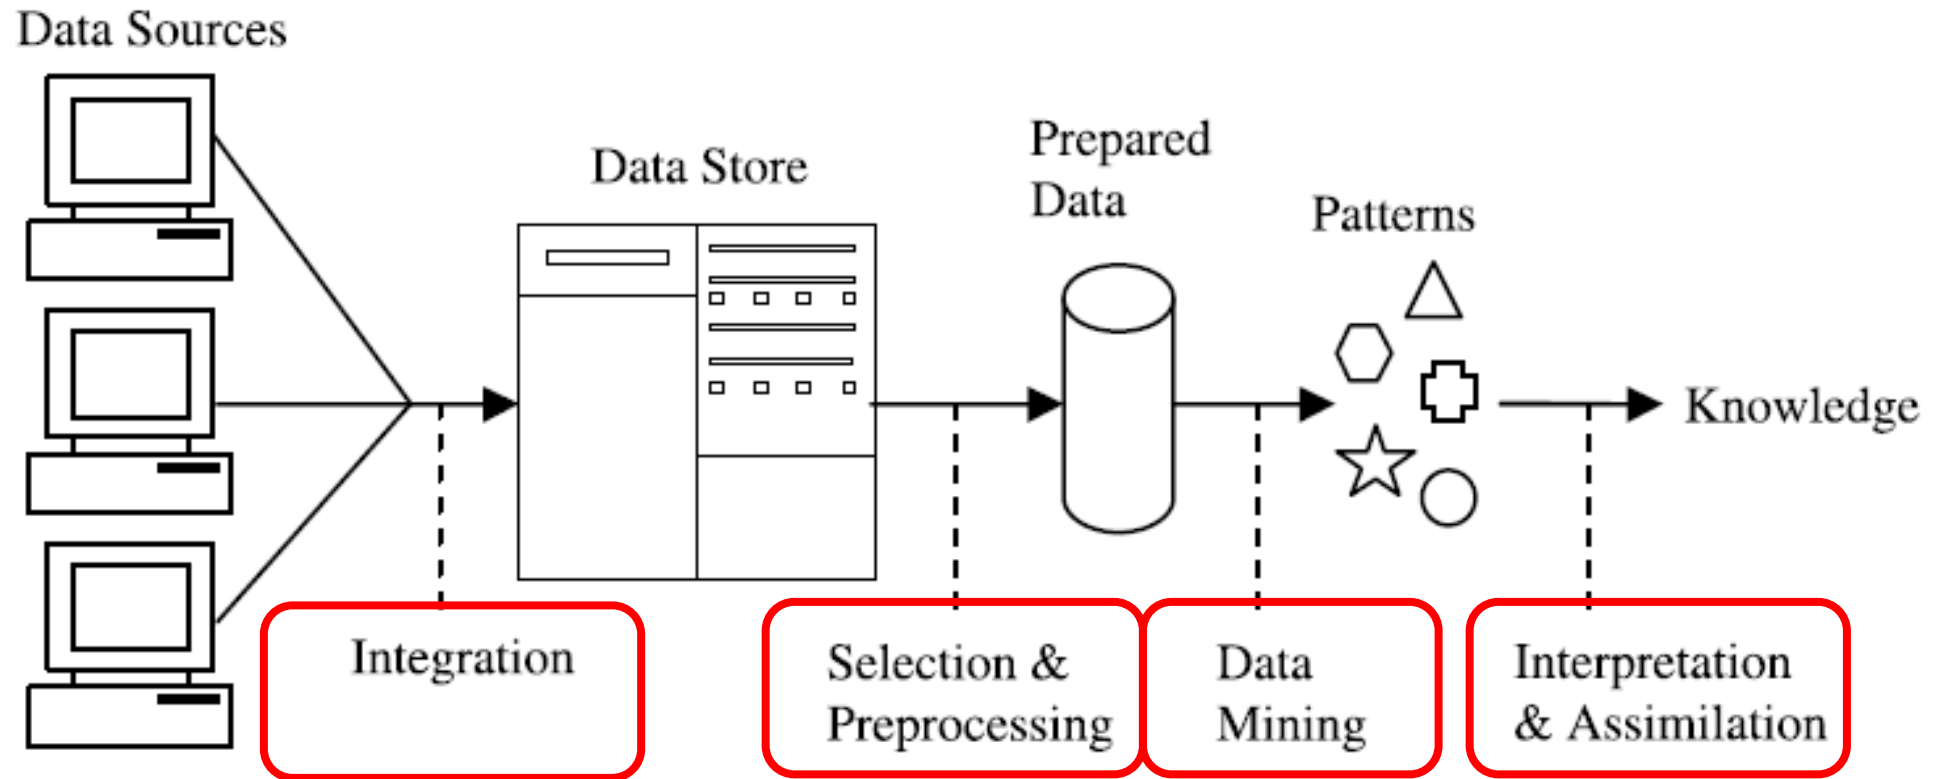 Data Sources
Data Store
Prepared
Data
Patterns
Knowledge
Integration
Selection &
Preprocessing
Data
Mining
Interpretation
& Assimilation